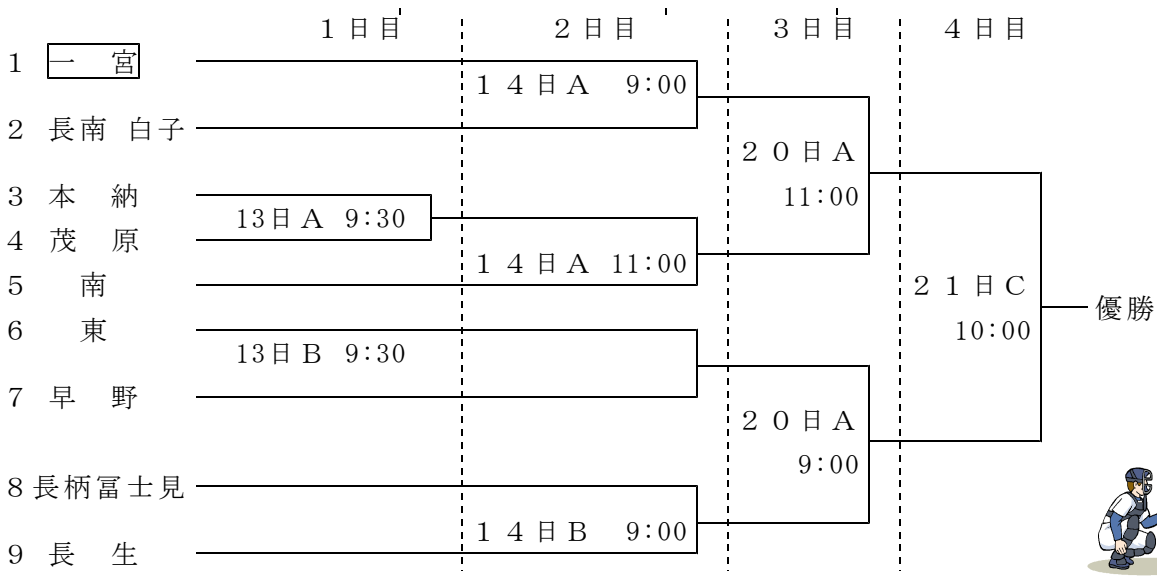 １日目 ２日目 ３日目 ４日目
1 一 宮
１４日Ａ 9:00
2 長南 白子
２０日Ａ
11:00
3 本 納
13日Ａ 9:30
4 茂 原
１４日Ａ 11:00
5 南
２１日Ｃ
10:00
優勝
6 東
13日Ｂ 9:30
7 早 野
２０日Ａ
9:00
8 長柄冨士見
１４日Ｂ 9:00
9 長 生